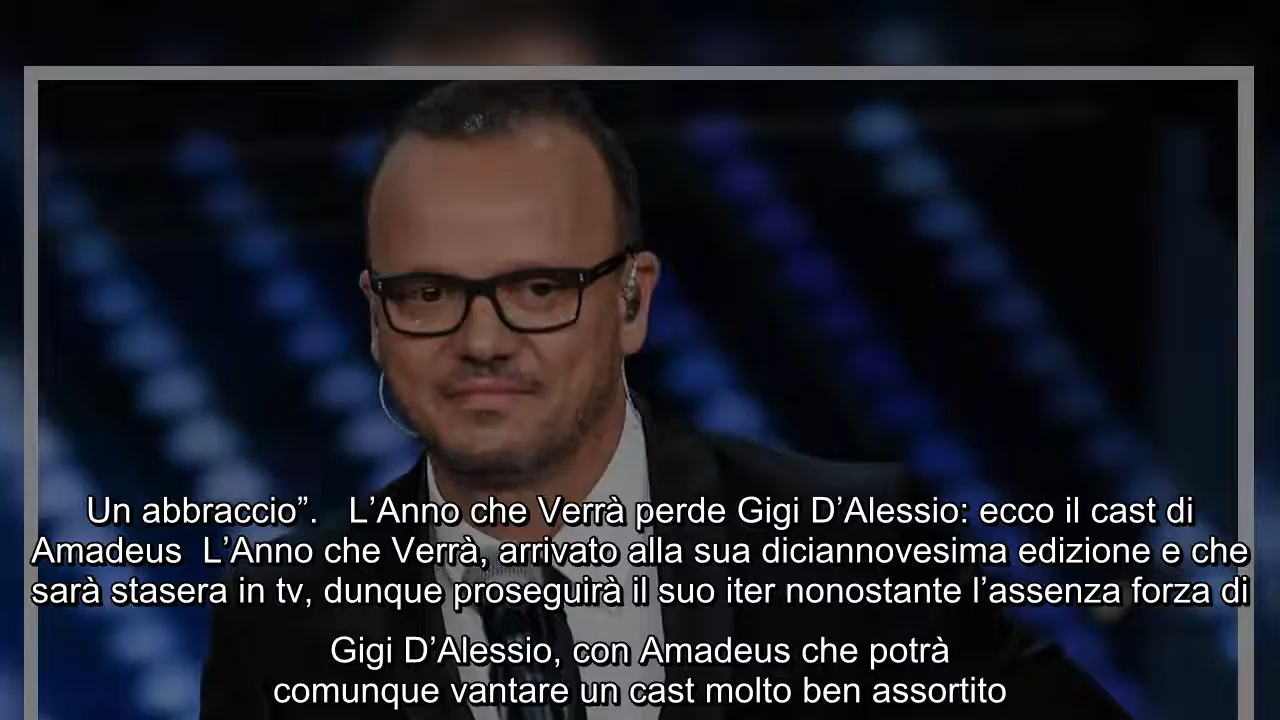 Un abbraccio”. L’Anno che Verrà perde Gigi D’Alessio: ecco il cast di
Amadeus L’Anno che Verrà, arrivato alla sua diciannovesima edizione e che
sarà stasera in tv, dunque proseguirà il suo iter nonostante l’assenza forza di
Gigi D’Alessio, con Amadeus che potrà
comunque vantare un cast molto ben assortito